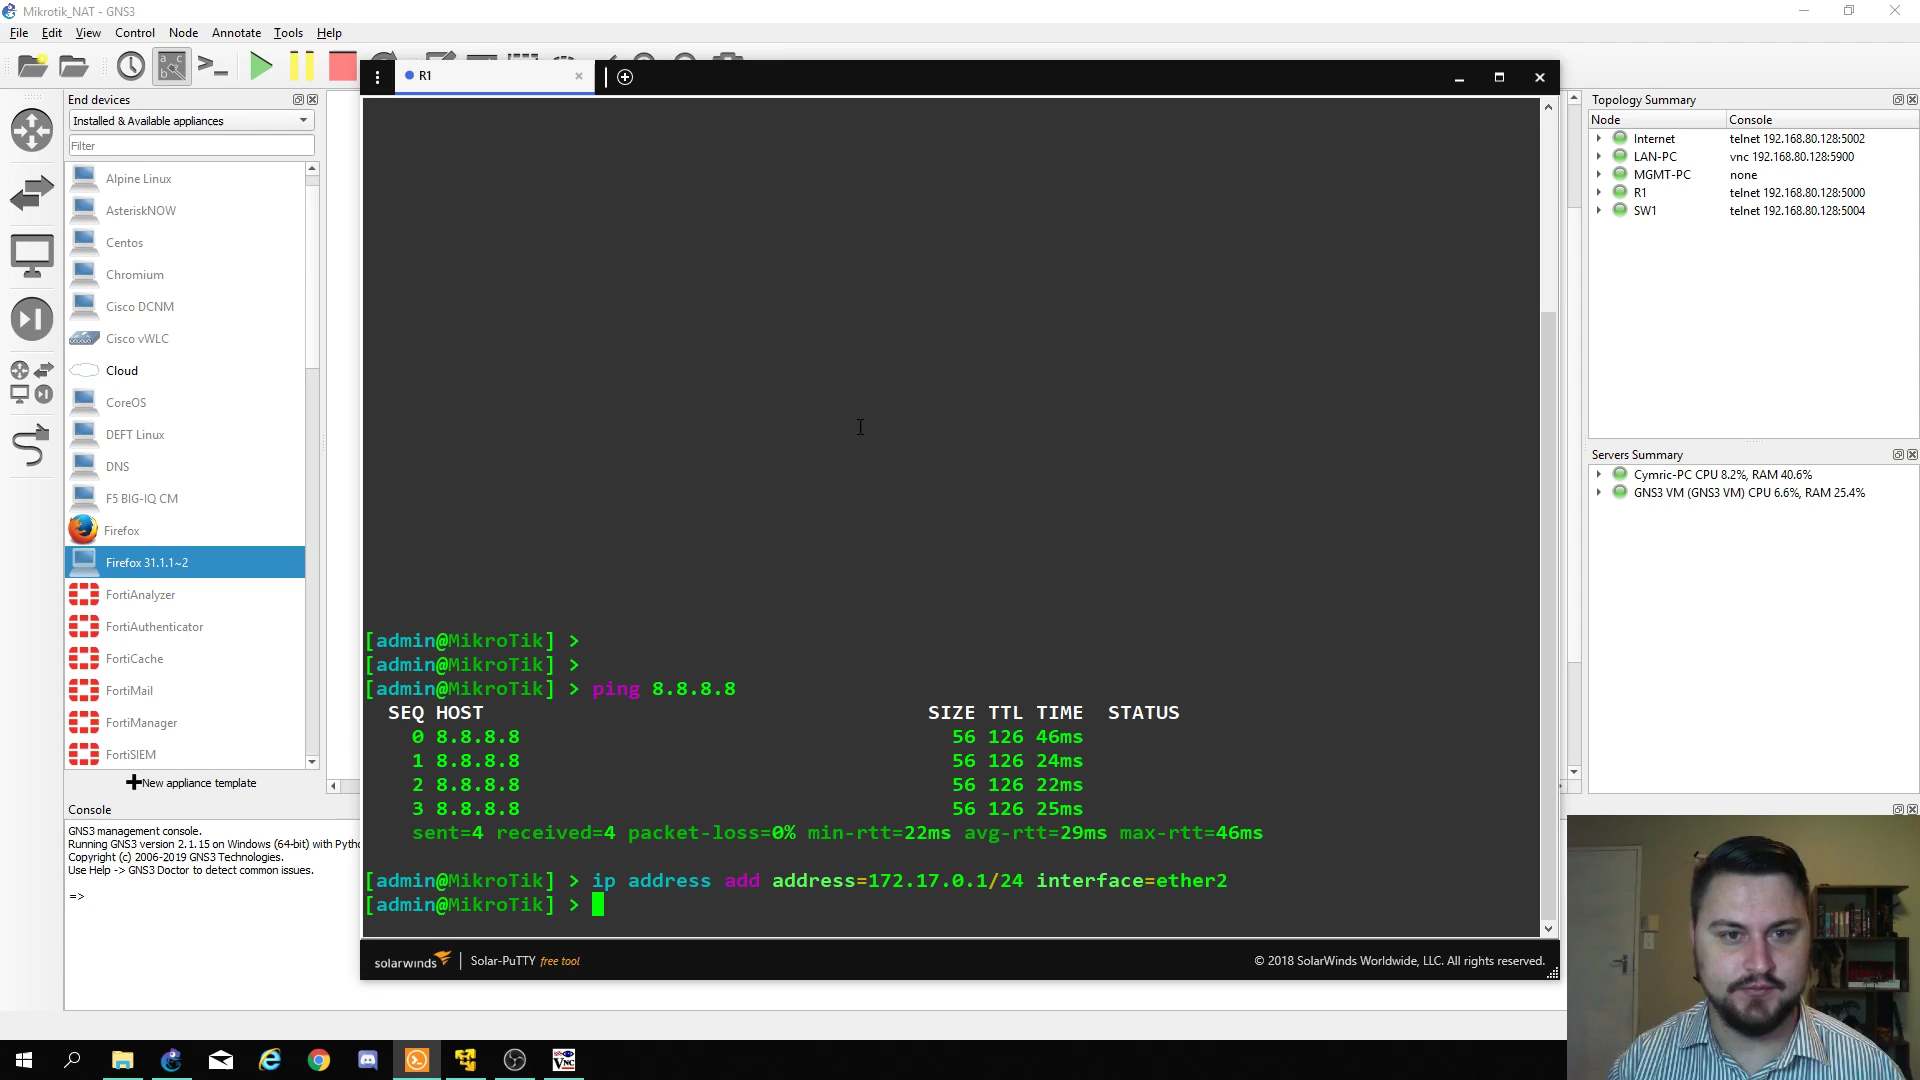 Mikrotik_NAT - GNS3
File Edit View Control Node Annotate Tools Help
R1
End devices
Installed & Available appliances
Filter
Alpine Linux
AsteriskNOW
Centos
Chromium
Cisco DCNM
Cisco vWLC
Cloud
CoreOS
DEFT Linux
DNS
F5 BIG-IQ CM
Firefox
Firefox 31.1.1~2
FortiAnalyzer
FortiAuthenticator
FortiCache
FortiMail
FortiManager
FortiSIEM
New appliance template
Console
GNS3 management console.
Running GNS3 version 2.1.15 on Windows (64-bit) with Pytho
Copyright (c) 2006-2019 GNS3 Technologies.
Use Help -> GNS3 Doctor to detect common issues.
=>
[admin@MikroTik] >
[admin@MikroTik] >
[admin@MikroTik] > ping 8.8.8.8
SEQ HOST SIZE TTL TIME STATUS
0 8.8.8.8 56 126 46ms
1 8.8.8.8 56 126 24ms
2 8.8.8.8 56 126 22ms
3 8.8.8.8 56 126 25ms
sent=4 received=4 packet-loss=0% min-rtt=22ms avg-rtt=29ms max-rtt=46ms
[admin@MikroTik] > ip address add address=172.17.0.1/24 interface=ether2
[admin@MikroTik] >
solarwinds Solar-PuTTY free tool
© 2018 SolarWinds Worldwide, LLC. All rights reserved.
Topology Summary
Node Console
Internet telnet 192.168.80.128:5002
LAN-PC vnc 192.168.80.128:5900
MGMT-PC none
R1 telnet 192.168.80.128:5000
SW1 telnet 192.168.80.128:5004
Servers Summary
Cymric-PC CPU 8.2%, RAM 40.6%
GNS3 VM (GNS3 VM) CPU 6.6%, RAM 25.4%